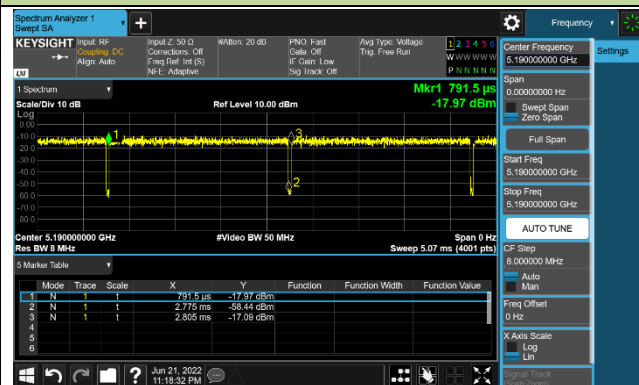 Spectrum Analyzer 1
Swept SA
+
Frequency
KEYSIGHT Input: RF
Coupling: DC
Align: Auto
LXI
Input Z: 50 Ω
Corrections: Off
Freq Ref: Int (S)
NFE: Adaptive
#Atten: 20 dB
PNO: Fast
Gate: Off
IF Gain: Low
Sig Track: Off
Avg Type: Voltage
Trig: Free Run
1 2 3 4 5 6
W W W W W W
P N N N N N
1 Spectrum
Scale/Div 10 dB
Ref Level 10.00 dBm
Mkr1 791.5 µs
-17.97 dBm
Log
0.00
-10.0
-20.0
-30.0
-40.0
-50.0
-60.0
-70.0
-80.0
1
3
2
Center 5.190000000 GHz
Res BW 8 MHz
#Video BW 50 MHz
Span 0 Hz
Sweep 5.07 ms (4001 pts)
5 Marker Table
Mode Trace Scale X Y Function Function Width Function Value
1 N 1 t 791.5 µs -17.97 dBm
2 N 1 t 2.775 ms -58.44 dBm
3 N 1 t 2.805 ms -17.09 dBm
4
5
6
Center Frequency
5.190000000 GHz
Settings
Span
0.00000000 Hz
Swept Span
Zero Span
Full Span
Start Freq
5.190000000 GHz
Stop Freq
5.190000000 GHz
AUTO TUNE
CF Step
8.000000 MHz
Auto
Man
Freq Offset
0 Hz
X Axis Scale
Log
Lin
Signal Track
(Span Zoom)
?
Jun 21, 2022
11:18:32 PM